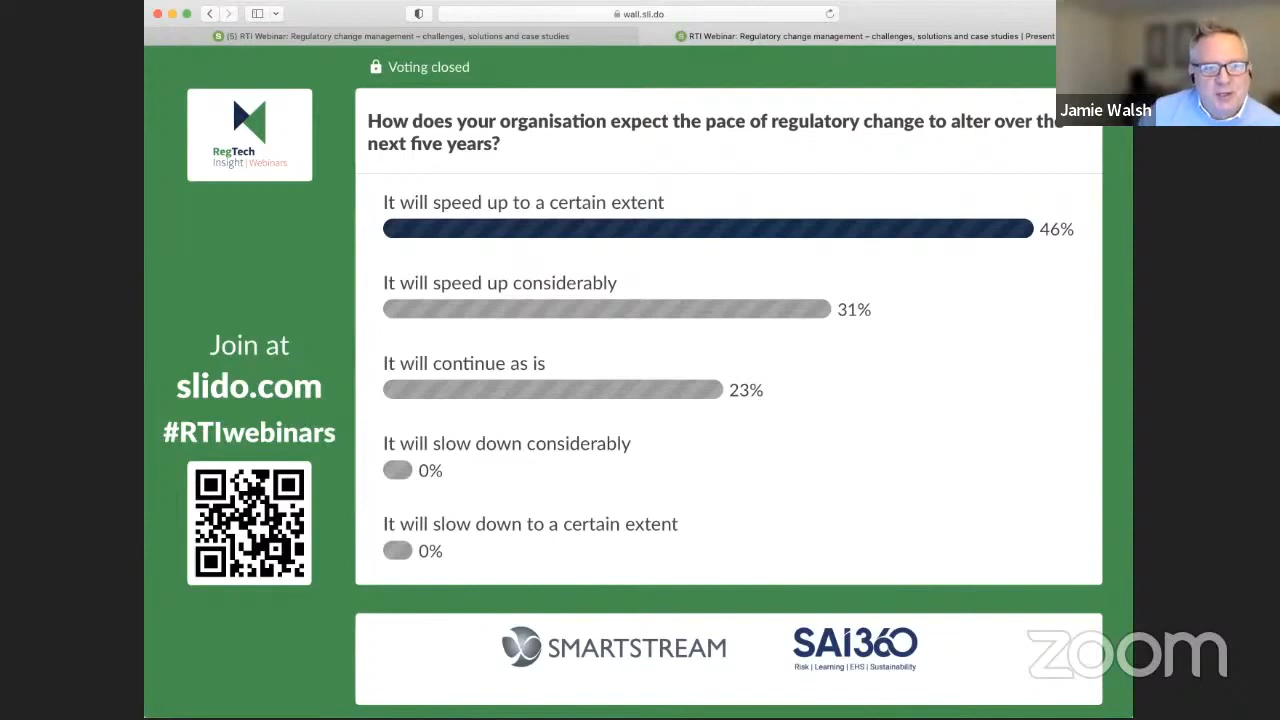 wall.sli.do
(5) RTI Webinar: Regulatory change management – challenges, solutions and case studies
RTI Webinar: Regulatory change management – challenges, solutions and case studies | Present
Jamie Walsh
Voting closed
RegTech
Insight | Webinars
How does your organisation expect the pace of regulatory change to alter over the
next five years?
It will speed up to a certain extent
46%
It will speed up considerably
31%
It will continue as is
23%
It will slow down considerably
0%
It will slow down to a certain extent
0%
Join at
slido.com
#RTIwebinars
SMARTSTREAM
SAI360
Risk | Learning | EHS | Sustainability
zoom